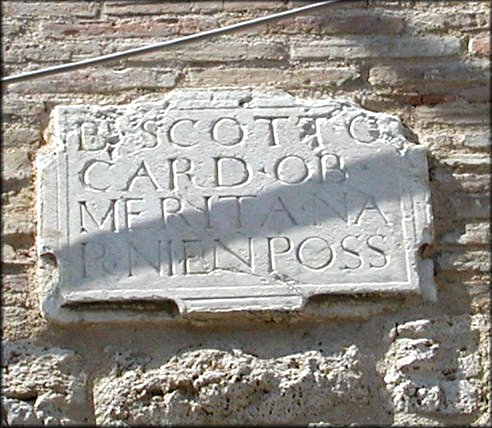 B. SCOTTO
CARD·OB·
MERITA·NA
R·NIEN POSS